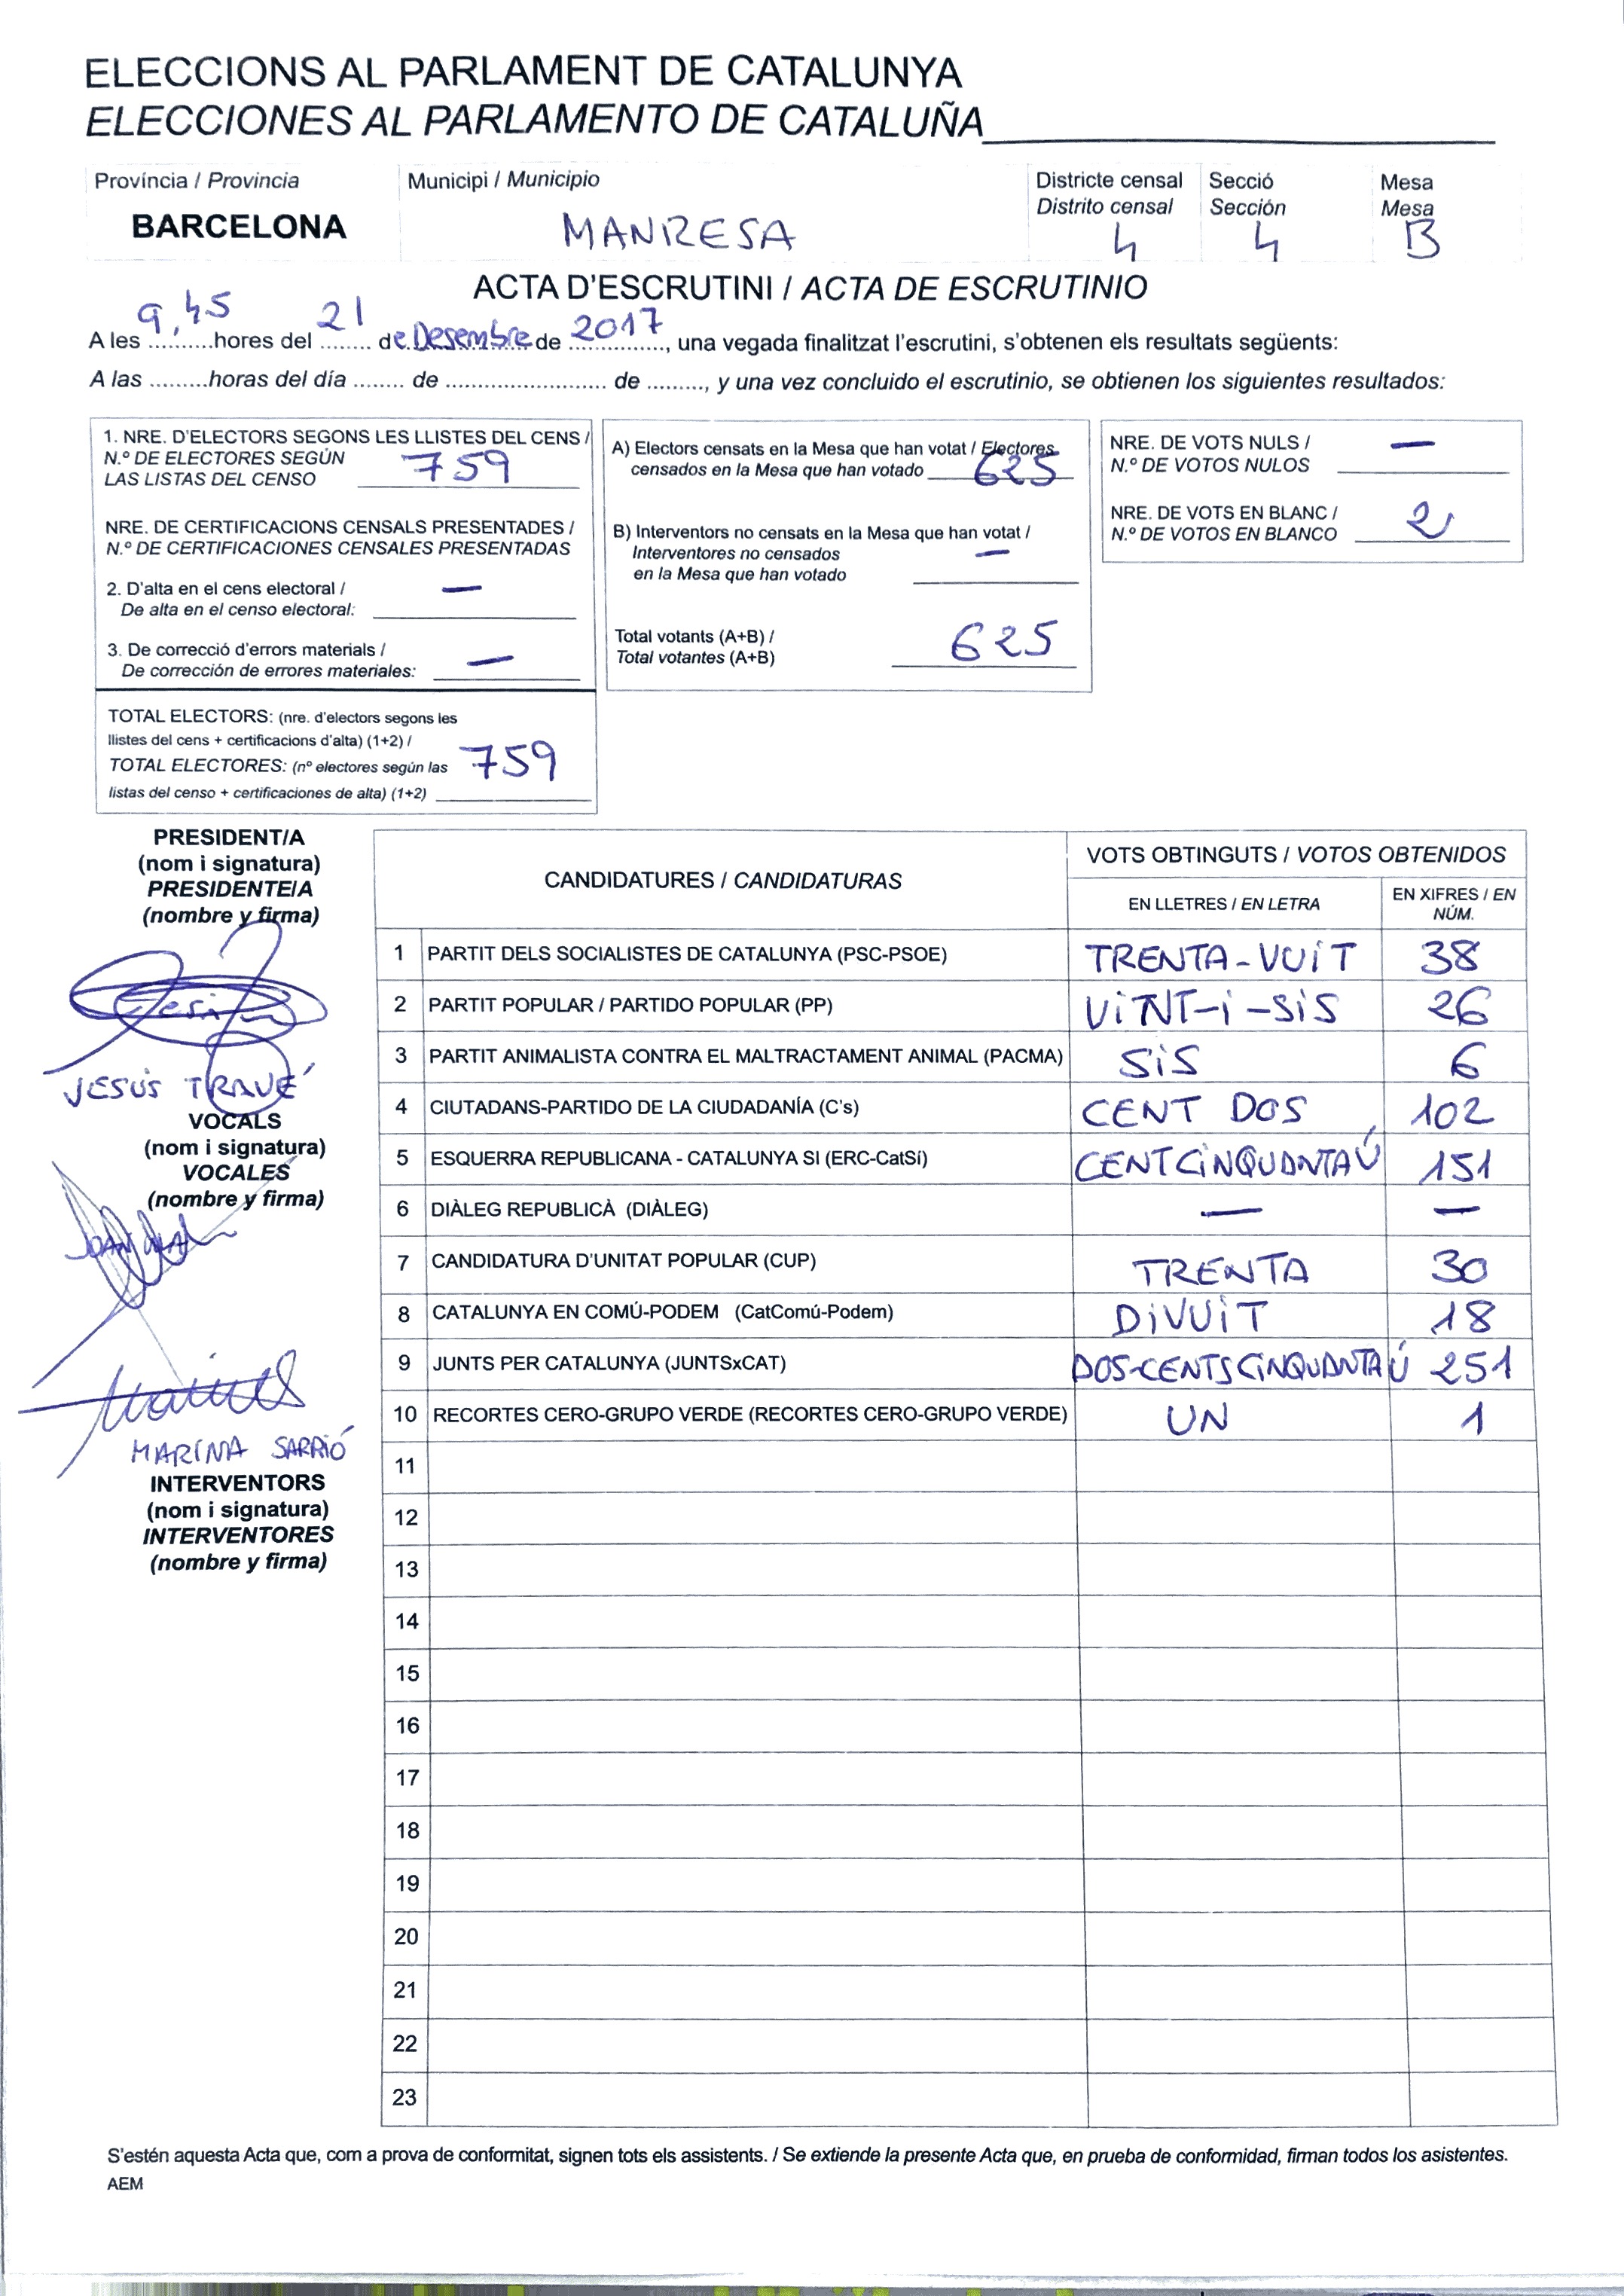 ELECCIONS AL PARLAMENT DE CATALUNYA
ELECCIONES AL PARLAMENTO DE CATALUÑA
Província / Provincia
BARCELONA
Municipi / Municipio
MANRESA
Districte censal
Distrito censal
4
Secció
Sección
4
Mesa
Mesa
B
ACTA D'ESCRUTINI / ACTA DE ESCRUTINIO
A les 9,45 hores del 21 de Desembre de 2017, una vegada finalitzat l'escrutini, s'obtenen els resultats següents:
A las .........horas del día ........ de ........................... de ........., y una vez concluido el escrutinio, se obtienen los siguientes resultados:
1. NRE. D'ELECTORS SEGONS LES LLISTES DEL CENS /
N.º DE ELECTORES SEGÚN
LAS LISTAS DEL CENSO 759
NRE. DE CERTIFICACIONS CENSALS PRESENTADES /
N.º DE CERTIFICACIONES CENSALES PRESENTADAS
2. D'alta en el cens electoral / —
De alta en el censo electoral:
3. De correcció d'errors materials / —
De corrección de errores materiales:
TOTAL ELECTORS: (nre. d'electors segons les
llistes del cens + certificacions d'alta) (1+2) /
TOTAL ELECTORES: (nº electores según las 759
listas del censo + certificaciones de alta) (1+2)
A) Electors censats en la Mesa que han votat / Electores
censados en la Mesa que han votado 625
B) Interventors no censats en la Mesa que han votat /
Interventores no censados —
en la Mesa que han votado
Total votants (A+B) /
Total votantes (A+B) 625
NRE. DE VOTS NULS / —
N.º DE VOTOS NULOS
NRE. DE VOTS EN BLANC / 2
N.º DE VOTOS EN BLANCO
PRESIDENT/A
(nom i signatura)
PRESIDENTE/A
(nombre y firma)
JESÚS TRAVÉ
VOCALS
(nom i signatura)
VOCALES
(nombre y firma)
MARINA SARRIÓ
INTERVENTORS
(nom i signatura)
INTERVENTORES
(nombre y firma)
CANDIDATURES / CANDIDATURAS
VOTS OBTINGUTS / VOTOS OBTENIDOS
EN LLETRES / EN LETRA
EN XIFRES / EN
NÚM.
1 PARTIT DELS SOCIALISTES DE CATALUNYA (PSC-PSOE) TRENTA-VUIT 38
2 PARTIT POPULAR / PARTIDO POPULAR (PP) ViNT-i-SiS 26
3 PARTIT ANIMALISTA CONTRA EL MALTRACTAMENT ANIMAL (PACMA) SiS 6
4 CIUTADANS-PARTIDO DE LA CIUDADANÍA (C's) CENT DOS 102
5 ESQUERRA REPUBLICANA - CATALUNYA SI (ERC-CatSí) CENTCINQUANTAÚ 151
6 DIÀLEG REPUBLICÀ (DIÀLEG) — —
7 CANDIDATURA D'UNITAT POPULAR (CUP) TRENTA 30
8 CATALUNYA EN COMÚ-PODEM (CatComú-Podem) DiVUiT 18
9 JUNTS PER CATALUNYA (JUNTSxCAT) DOS-CENTSCINQUANTAÚ 251
10 RECORTES CERO-GRUPO VERDE (RECORTES CERO-GRUPO VERDE) UN 1
11
12
13
14
15
16
17
18
19
20
21
22
23
S'estén aquesta Acta que, com a prova de conformitat, signen tots els assistents. / Se extiende la presente Acta que, en prueba de conformidad, firman todos los asistentes.
AEM